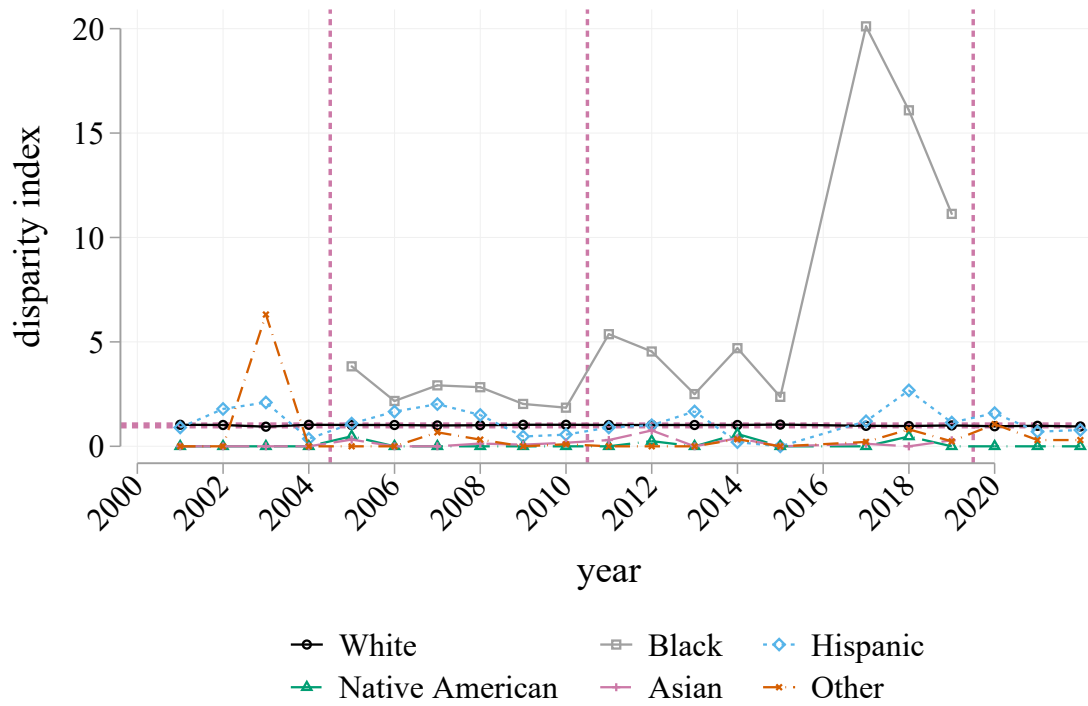 20
15
10
5
0
disparity index
2000 2002 2004 2006 2008 2010 2012 2014 2016 2018 2020
year
White Black Hispanic
Native American Asian Other